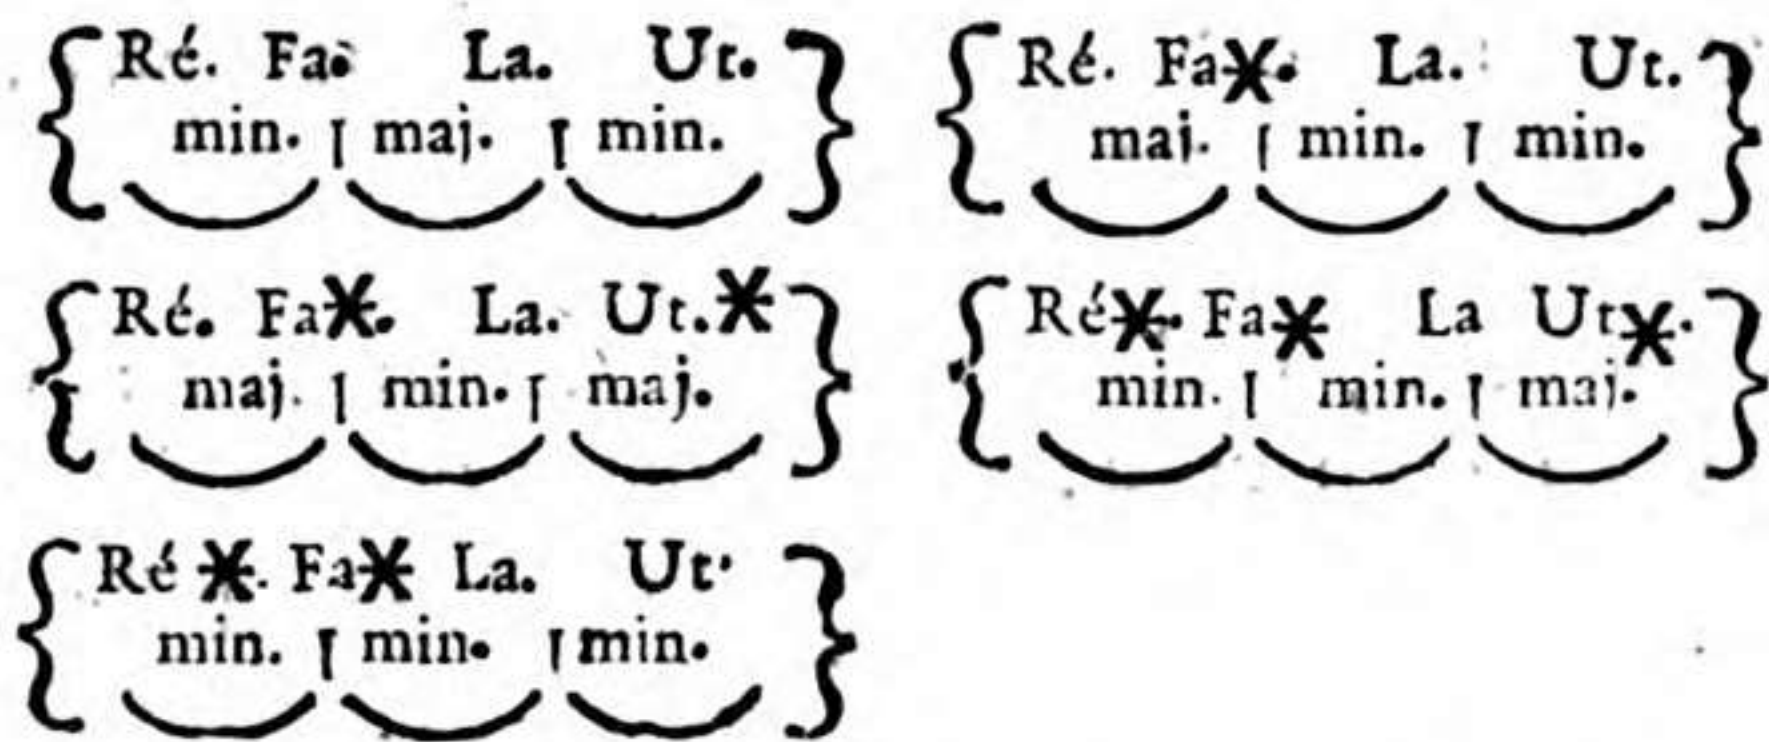 Ré. Fa. La. Ut.
min. maj. min.
Ré. Fa✕. La. Ut.
maj. min. min.
Ré. Fa✕. La. Ut.✕
maj. min. maj.
Ré✕. Fa✕ La Ut✕.
min. min. maj.
Ré ✕. Fa✕ La. Ut.
min. min. min.